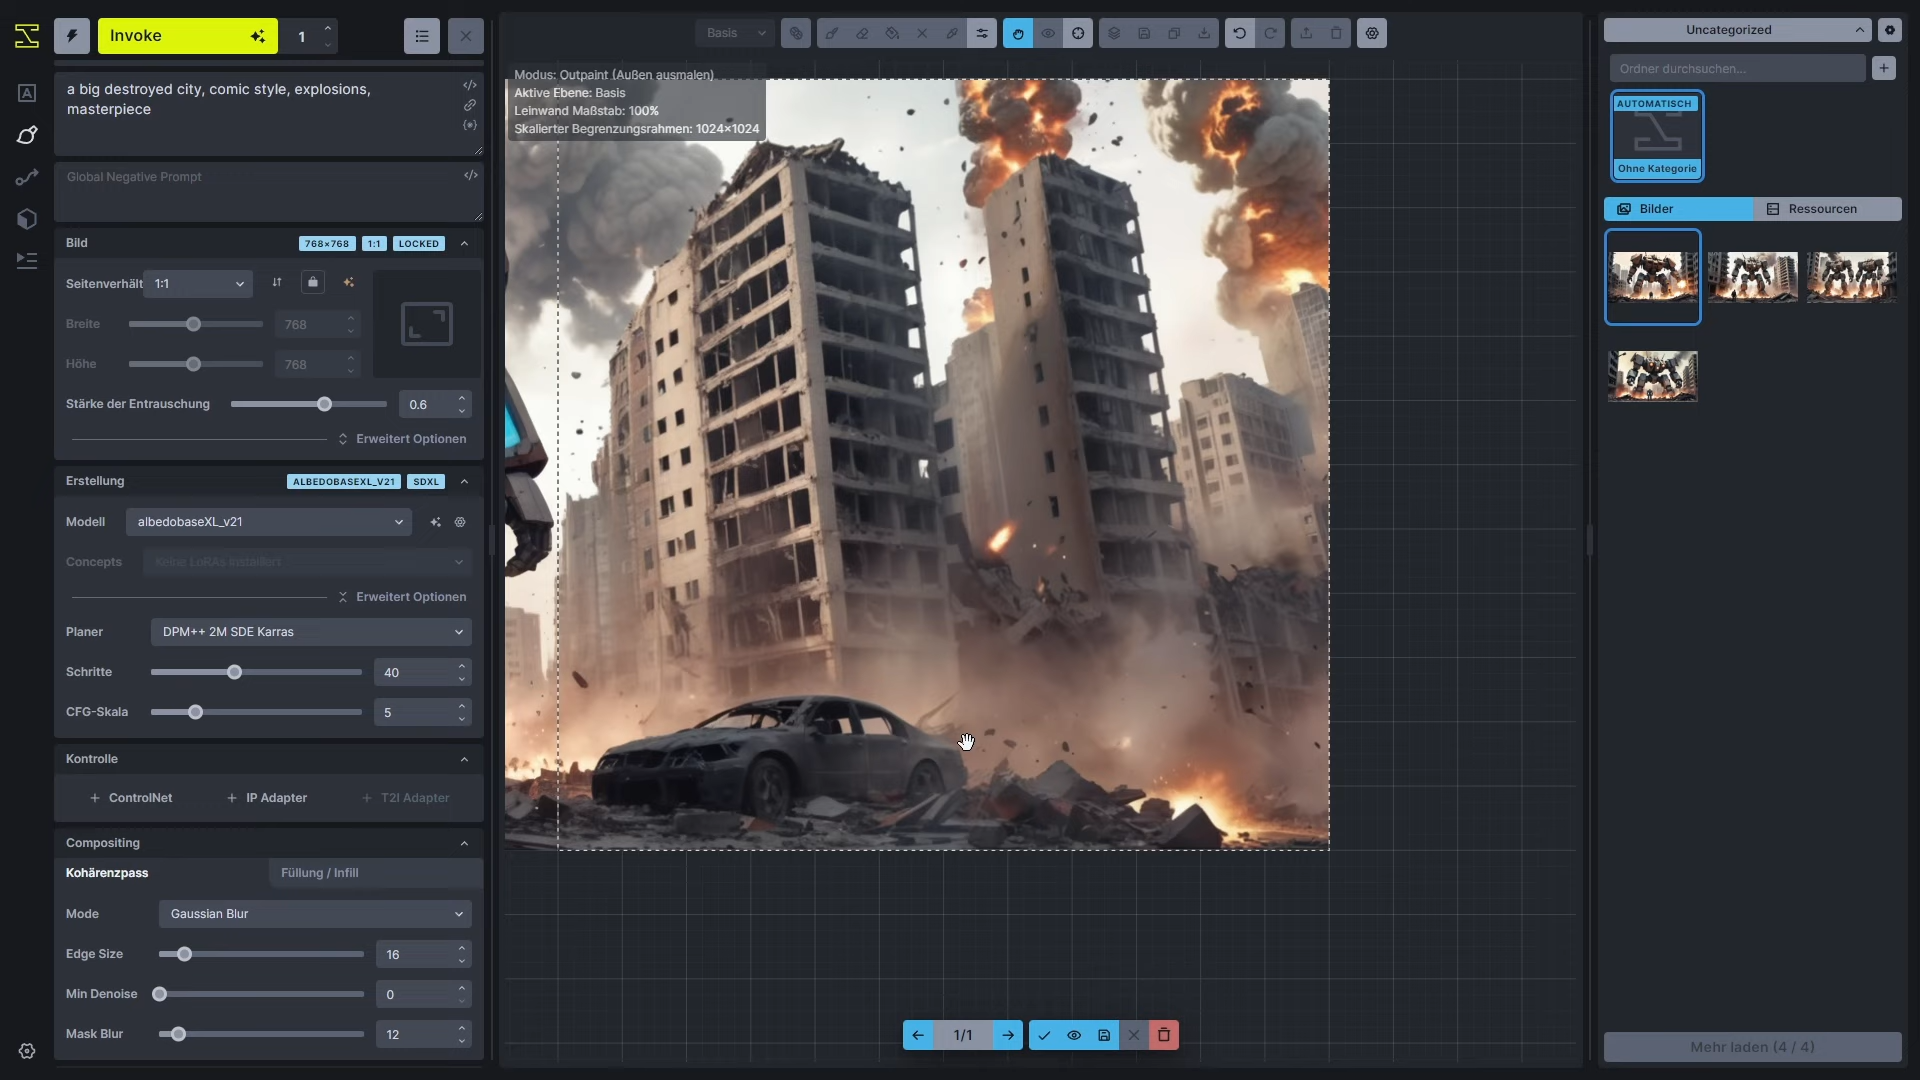 Invoke
1
a big destroyed city, comic style, explosions,
masterpiece
Global Negative Prompt
Bild
768×768
1:1
LOCKED
Seitenverhält
1:1
Breite
768
Höhe
768
Stärke der Entrauschung
0.6
Erweitert Optionen
Erstellung
ALBEDOBASEXL_V21
SDXL
Modell
albedobaseXL_v21
Concepts
Keine LoRAs installiert
Erweitert Optionen
Planer
DPM++ 2M SDE Karras
Schritte
40
CFG-Skala
5
Kontrolle
+ ControlNet
+ IP Adapter
+ T2I Adapter
Compositing
Kohärenzpass
Füllung / Infill
Mode
Gaussian Blur
Edge Size
16
Min Denoise
0
Mask Blur
12
Basis
Modus: Outpaint (Außen ausmalen)
Aktive Ebene: Basis
Leinwand Maßstab: 100%
Skalierter Begrenzungsrahmen: 1024×1024
1/1
Uncategorized
Ordner durchsuchen...
AUTOMATISCH
Ohne Kategorie
Bilder
Ressourcen
Mehr laden (4 / 4)